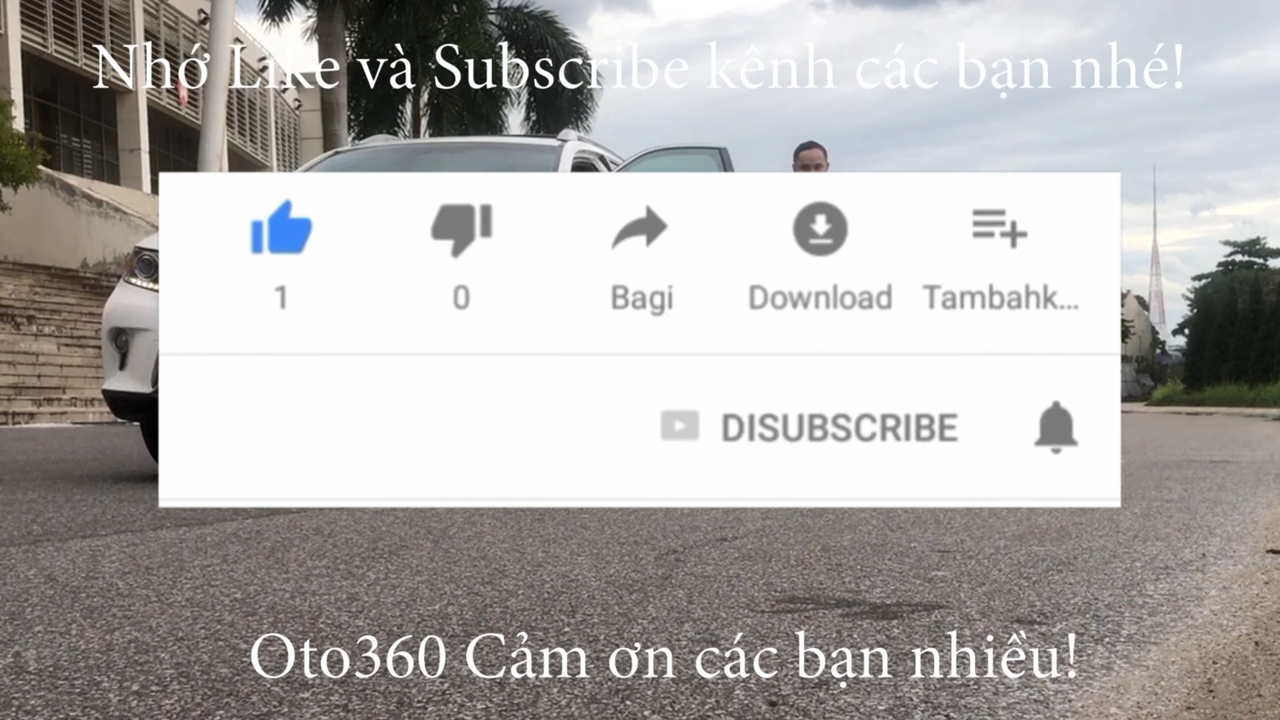 Nhớ Like và Subscribe kênh các bạn nhé!
1
0
Bagi
Download
Tambahk...
DISUBSCRIBE
Oto360 Cảm ơn các bạn nhiều!